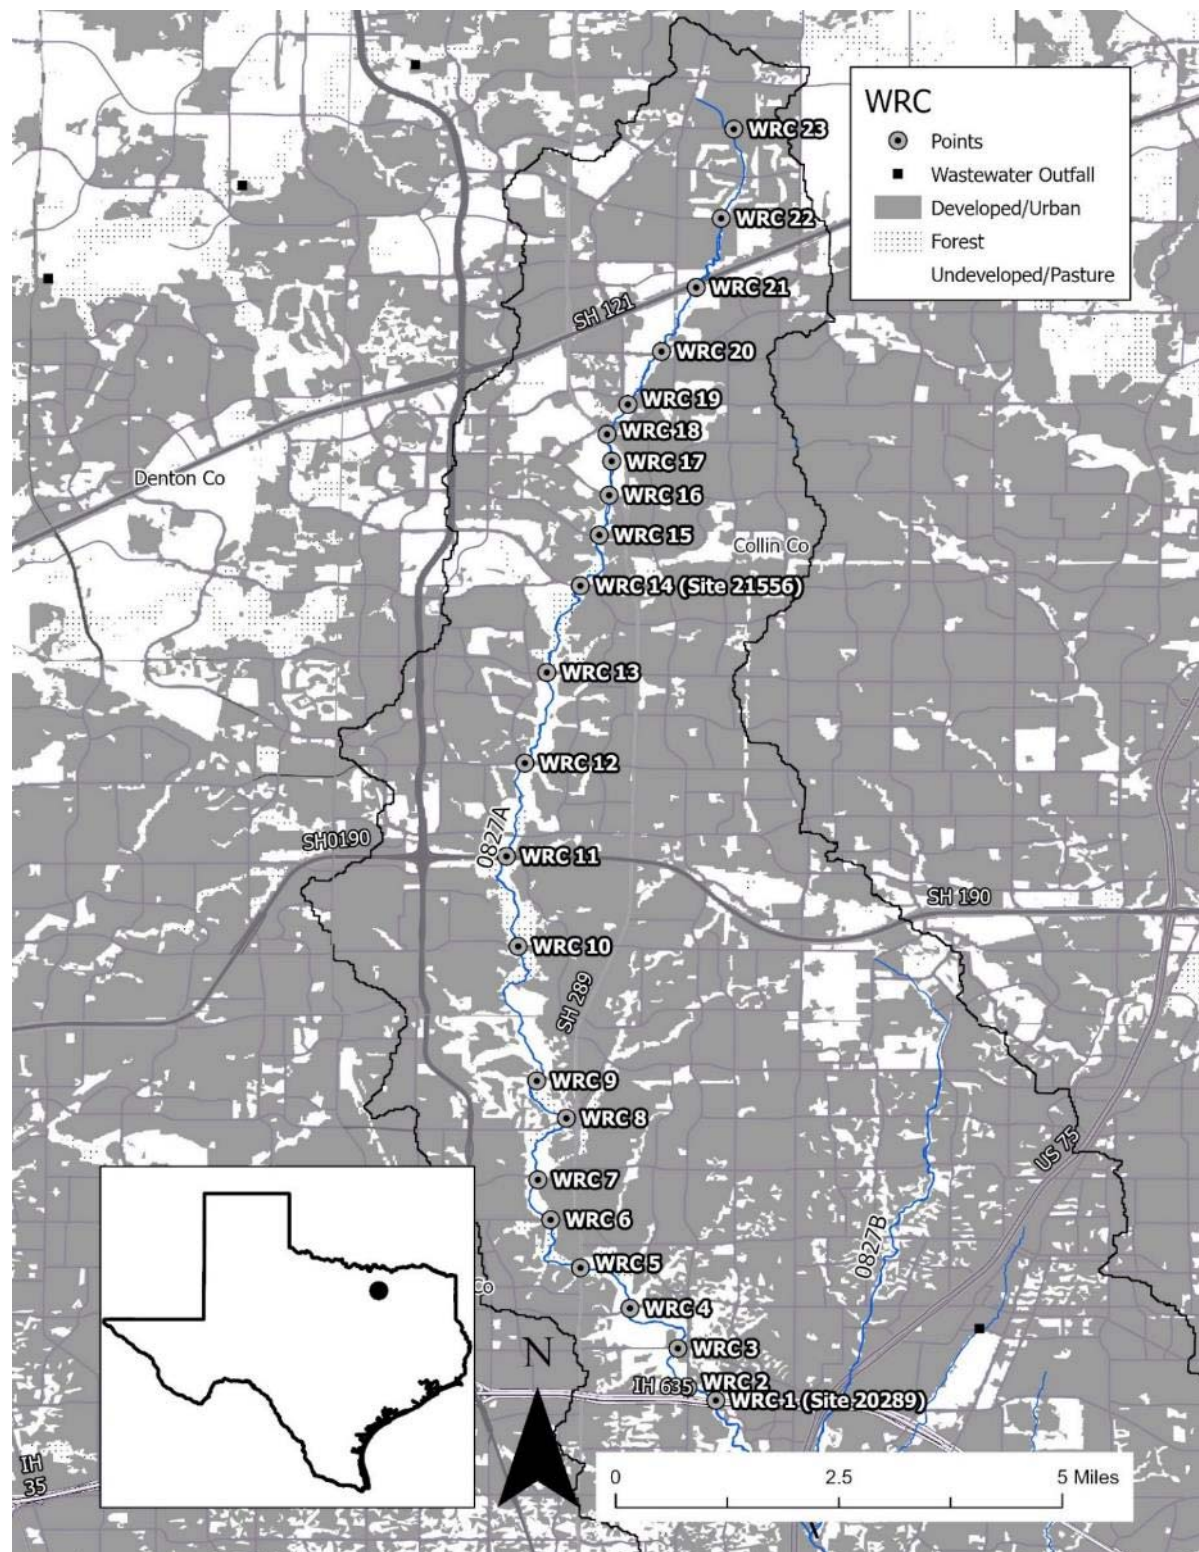 WRC
Points
Wastewater Outfall
Developed/Urban
Forest
Undeveloped/Pasture
WRC 23
WRC 22
WRC 21
SH 121
WRC 20
WRC 19
WRC 18
WRC 17
Denton Co
WRC 16
WRC 15
Collin Co
WRC 14 (Site 21556)
WRC 13
WRC 12
0827A
SH0190
WRC 11
SH 190
WRC 10
SH 289
WRC 9
WRC 8
US 75
WRC 7
WRC 6
0827B
WRC 5
Co
WRC 4
WRC 3
N
WRC 2
IH 635
WRC 1 (Site 20289)
IH
35
0 2.5 5 Miles